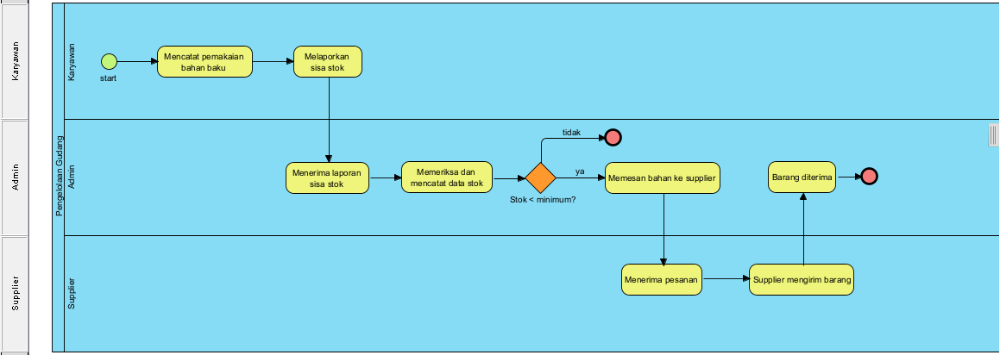 Karyawan
Admin
Supplier
Pengelolaan Gudang
Karyawan
start
Mencatat pemakaian
bahan baku
Melaporkan
sisa stok
Admin
Menerima laporan
sisa stok
Memeriksa dan
mencatat data stok
Stok < minimum?
tidak
ya
Memesan bahan ke supplier
Barang diterima
Supplier
Menerima pesanan
Supplier mengirim barang